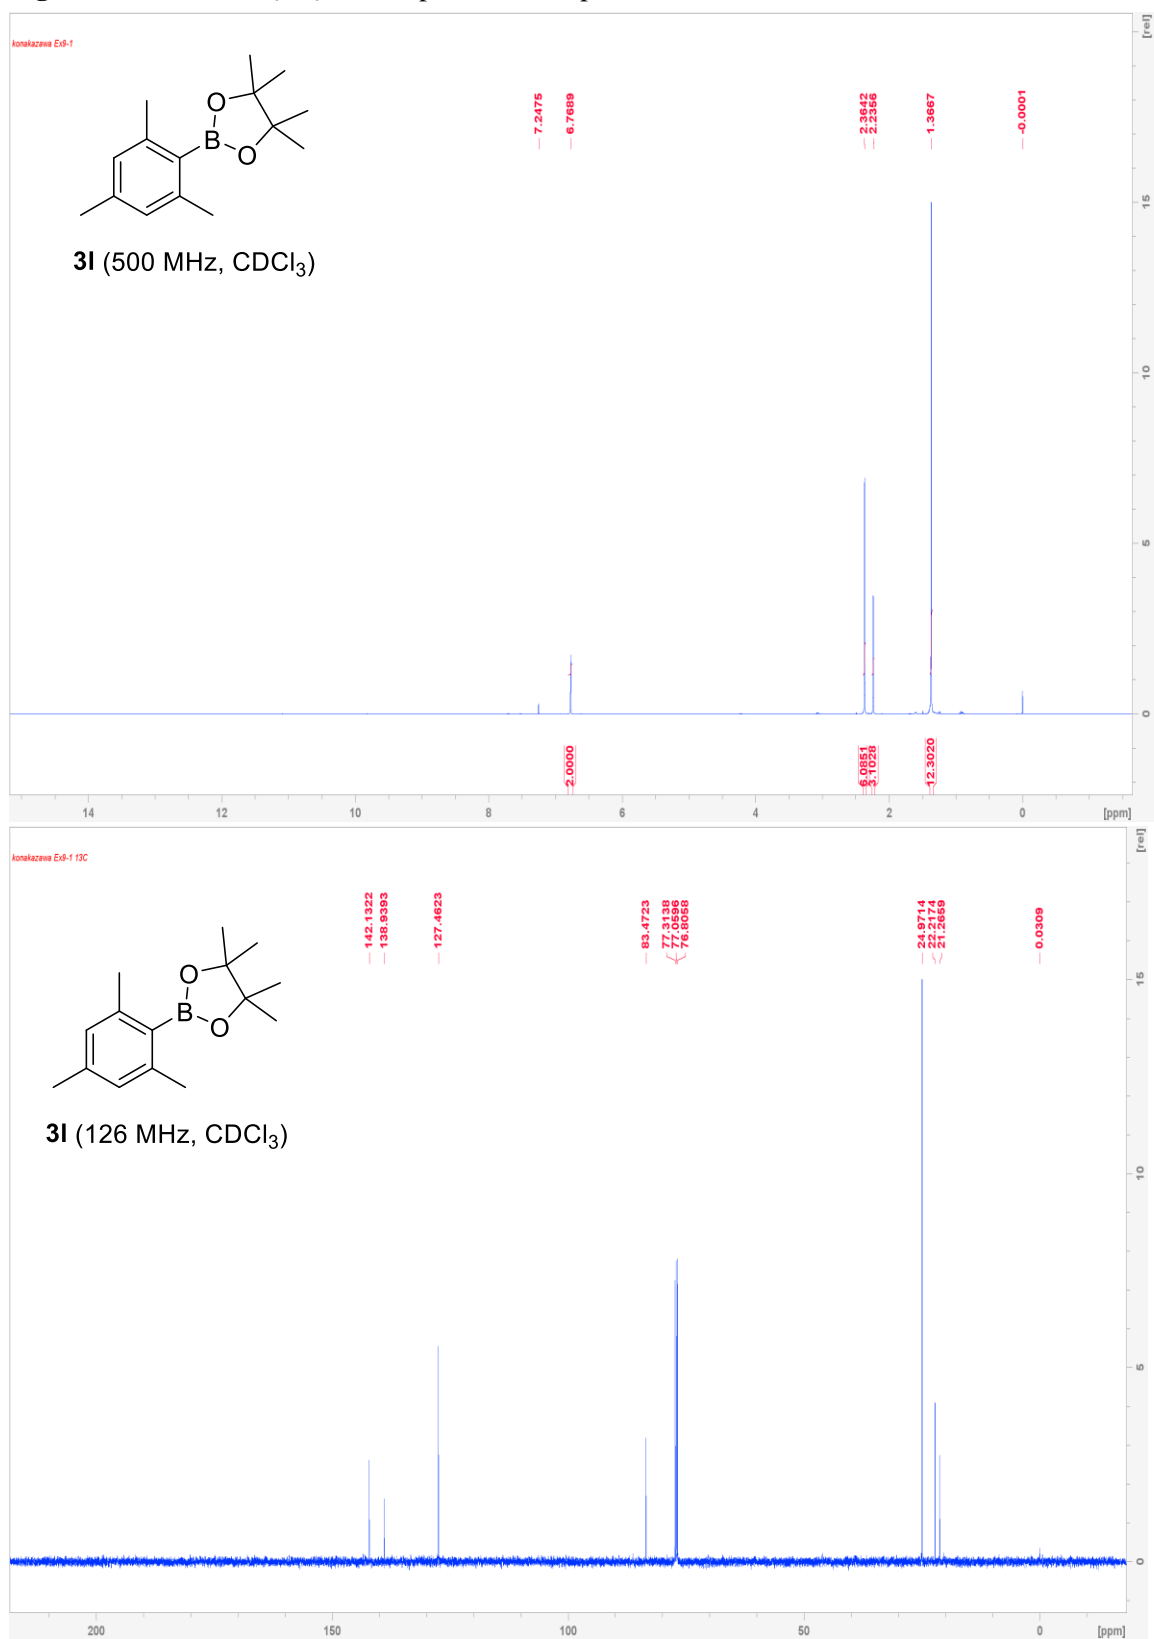 konakazawa Ex9-1
[rel]
7.2475
6.7689
2.3642
2.2356
1.3667
-0.0001
O
B
O
3l (500 MHz, CDCl3)
15
10
5
0
2.0000
6.0851
3.1028
12.3020
14 12 10 8 6 4 2 0 [ppm]
konakazawa Ex9-1 13C
[rel]
142.1322
138.9393
127.4623
83.4723
77.3138
77.0596
76.8058
24.9714
22.2174
21.2659
0.0309
O
B
O
3l (126 MHz, CDCl3)
15
10
5
0
200 150 100 50 0 [ppm]